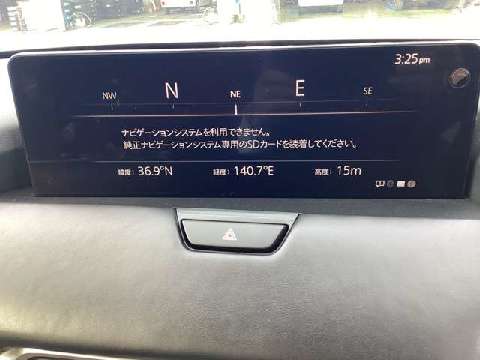 3:25pm
NW N NE E SE
ナビゲーションシステムを利用できません。
純正ナビゲーションシステム専用のSDカードを装着してください。
緯度: 36.9°N 経度: 140.7°E 高度: 15m